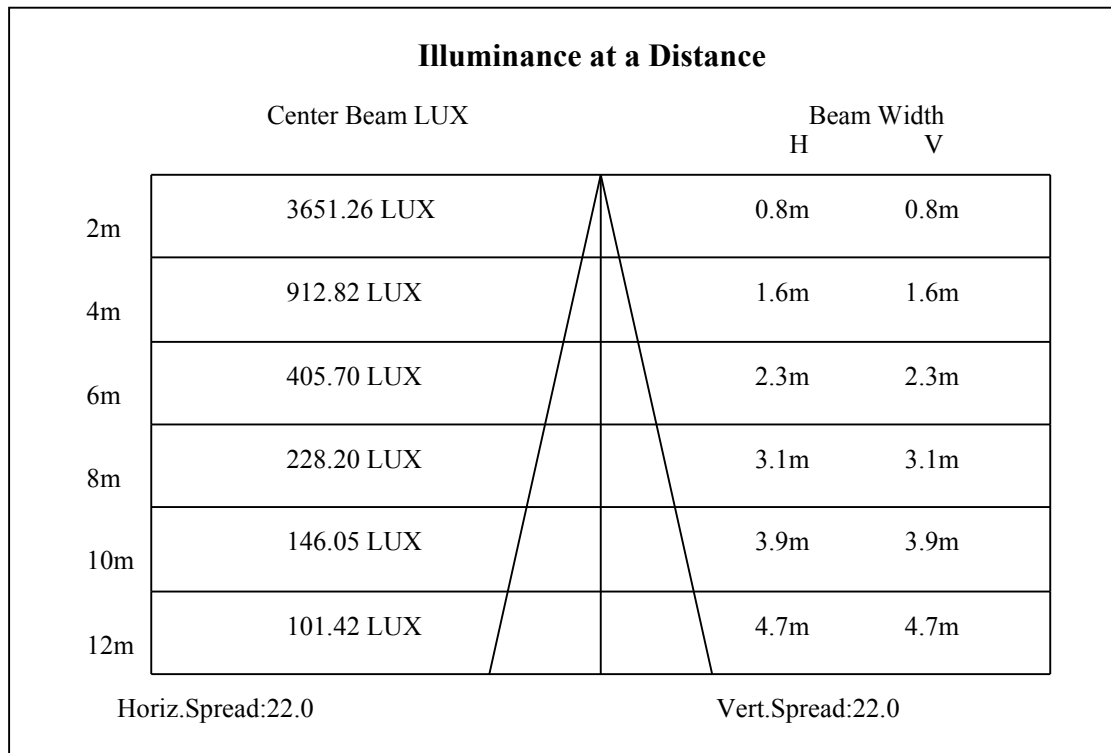 Illuminance at a Distance
Center Beam LUX Beam Width
H V
2m 3651.26 LUX 0.8m 0.8m
4m 912.82 LUX 1.6m 1.6m
6m 405.70 LUX 2.3m 2.3m
8m 228.20 LUX 3.1m 3.1m
10m 146.05 LUX 3.9m 3.9m
12m 101.42 LUX 4.7m 4.7m
Horiz.Spread:22.0 Vert.Spread:22.0